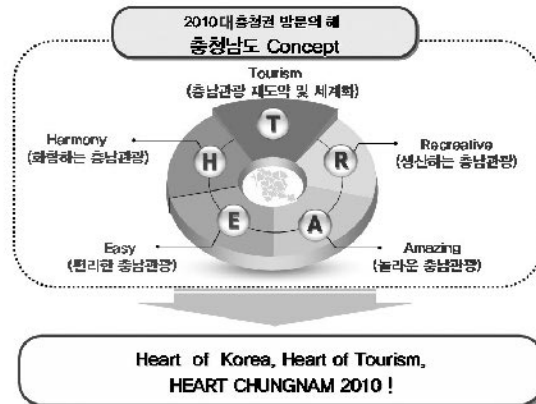 2010대충청권 방문의 해
충청남도 Concept
Tourism
(충남관광 재도약 및 세계화)
T
Harmony
(화합하는 충남관광)
H
R
Recreative
(생산하는 충남관광)
E
A
Easy
(편리한 충남관광)
Amazing
(놀라운 충남관광)
Heart of Korea, Heart of Tourism,
HEART CHUNGNAM 2010 !